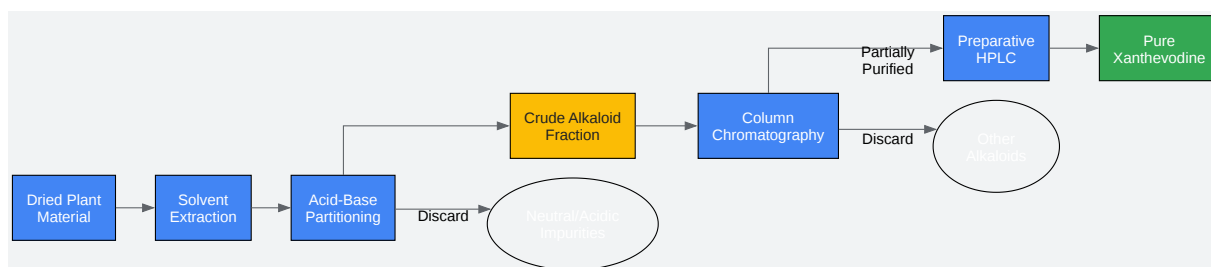 Dried Plant
Material
Solvent
Extraction
Acid-Base
Partitioning
Discard
Neutral/Acidic
Impurities
Crude Alkaloid
Fraction
Column
Chromatography
Discard
Other
Alkaloids
Partially
Purified
Preparative
HPLC
Pure
Xanthevodine